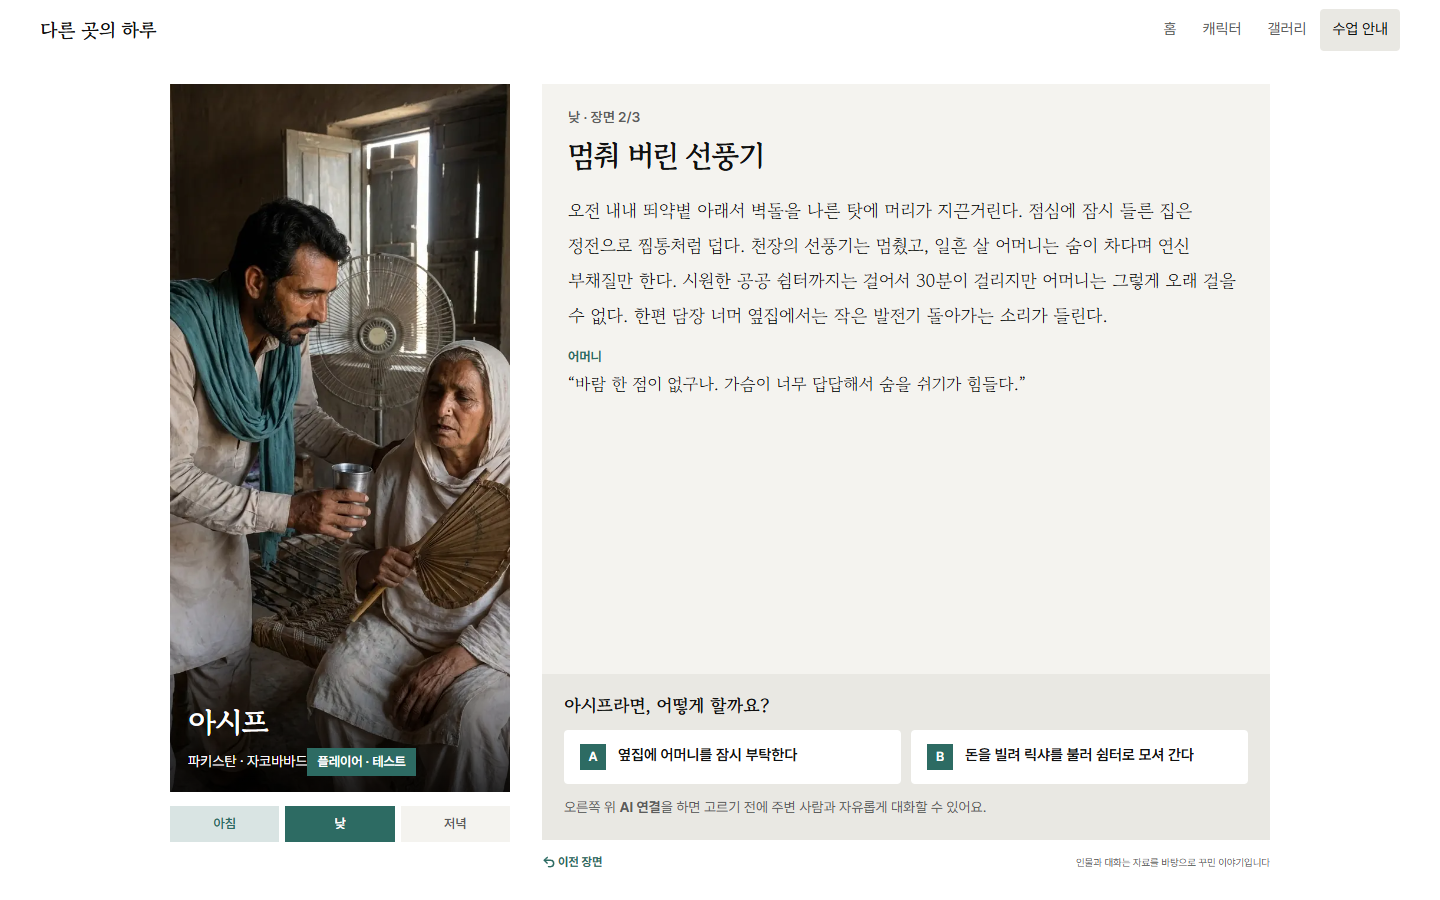 다른 곳의 하루
홈 캐릭터 갤러리 수업 안내
아시프
파키스탄 · 자코바바드 플레이어 · 테스트
아침 낮 저녁
낮 · 장면 2/3
멈춰 버린 선풍기
오전 내내 뙤약볕 아래서 벽돌을 나른 탓에 머리가 지끈거린다. 점심에 잠시 들른 집은
정전으로 찜통처럼 덥다. 천장의 선풍기는 멈췄고, 일흔 살 어머니는 숨이 차다며 연신
부채질만 한다. 시원한 공공 쉼터까지는 걸어서 30분이 걸리지만 어머니는 그렇게 오래 걸을
수 없다. 한편 담장 너머 옆집에서는 작은 발전기 돌아가는 소리가 들린다.
어머니
“바람 한 점이 없구나. 가슴이 너무 답답해서 숨을 쉬기가 힘들다.”
아시프라면, 어떻게 할까요?
A 옆집에 어머니를 잠시 부탁한다
B 돈을 빌려 릭샤를 불러 쉼터로 모셔 간다
오른쪽 위 AI 연결을 하면 고르기 전에 주변 사람과 자유롭게 대화할 수 있어요.
이전 장면
인물과 대화는 자료를 바탕으로 꾸민 이야기입니다